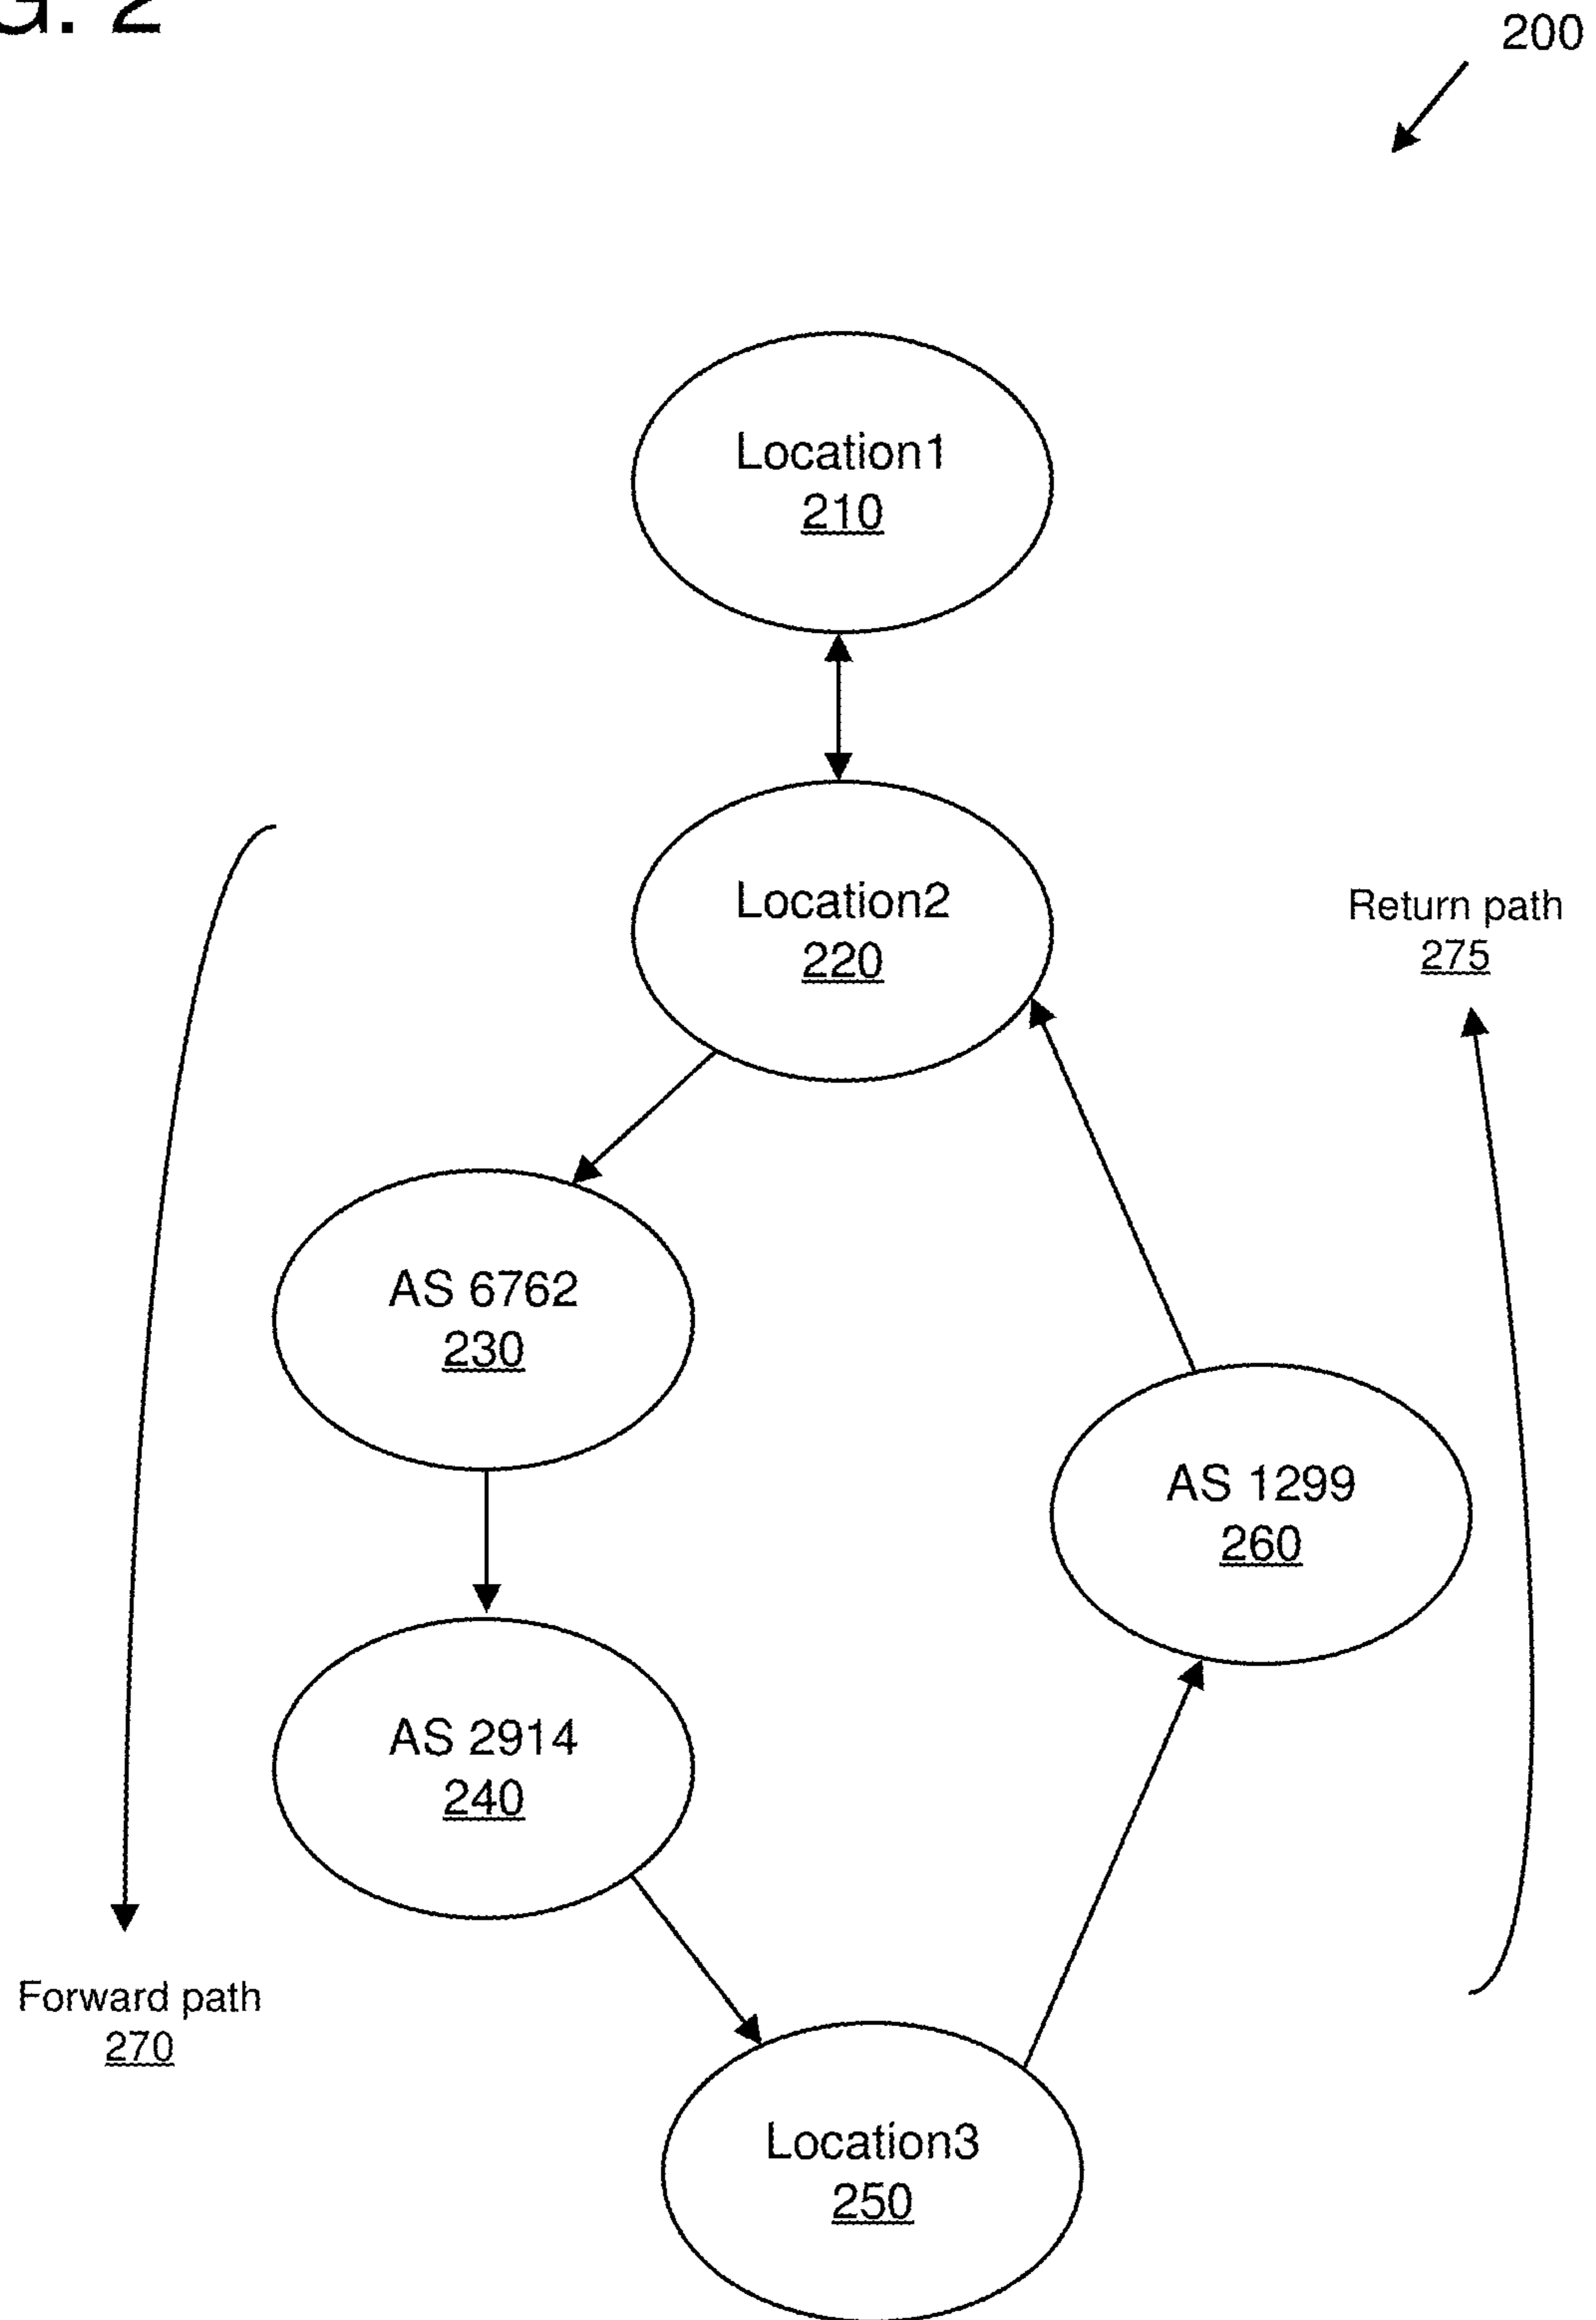 G. 2
200
Location1
210
Location2
220
Return path
275
AS 6762
230
AS 1299
260
AS 2914
240
Forward path
270
Location3
250